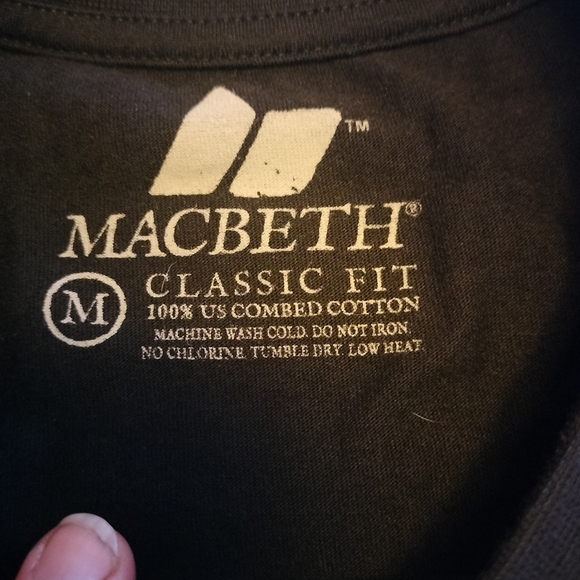 TM
MACBETH®
CLASSIC FIT
M
100% US COMBED COTTON
MACHINE WASH COLD. DO NOT IRON.
NO CHLORINE. TUMBLE DRY. LOW HEAT.